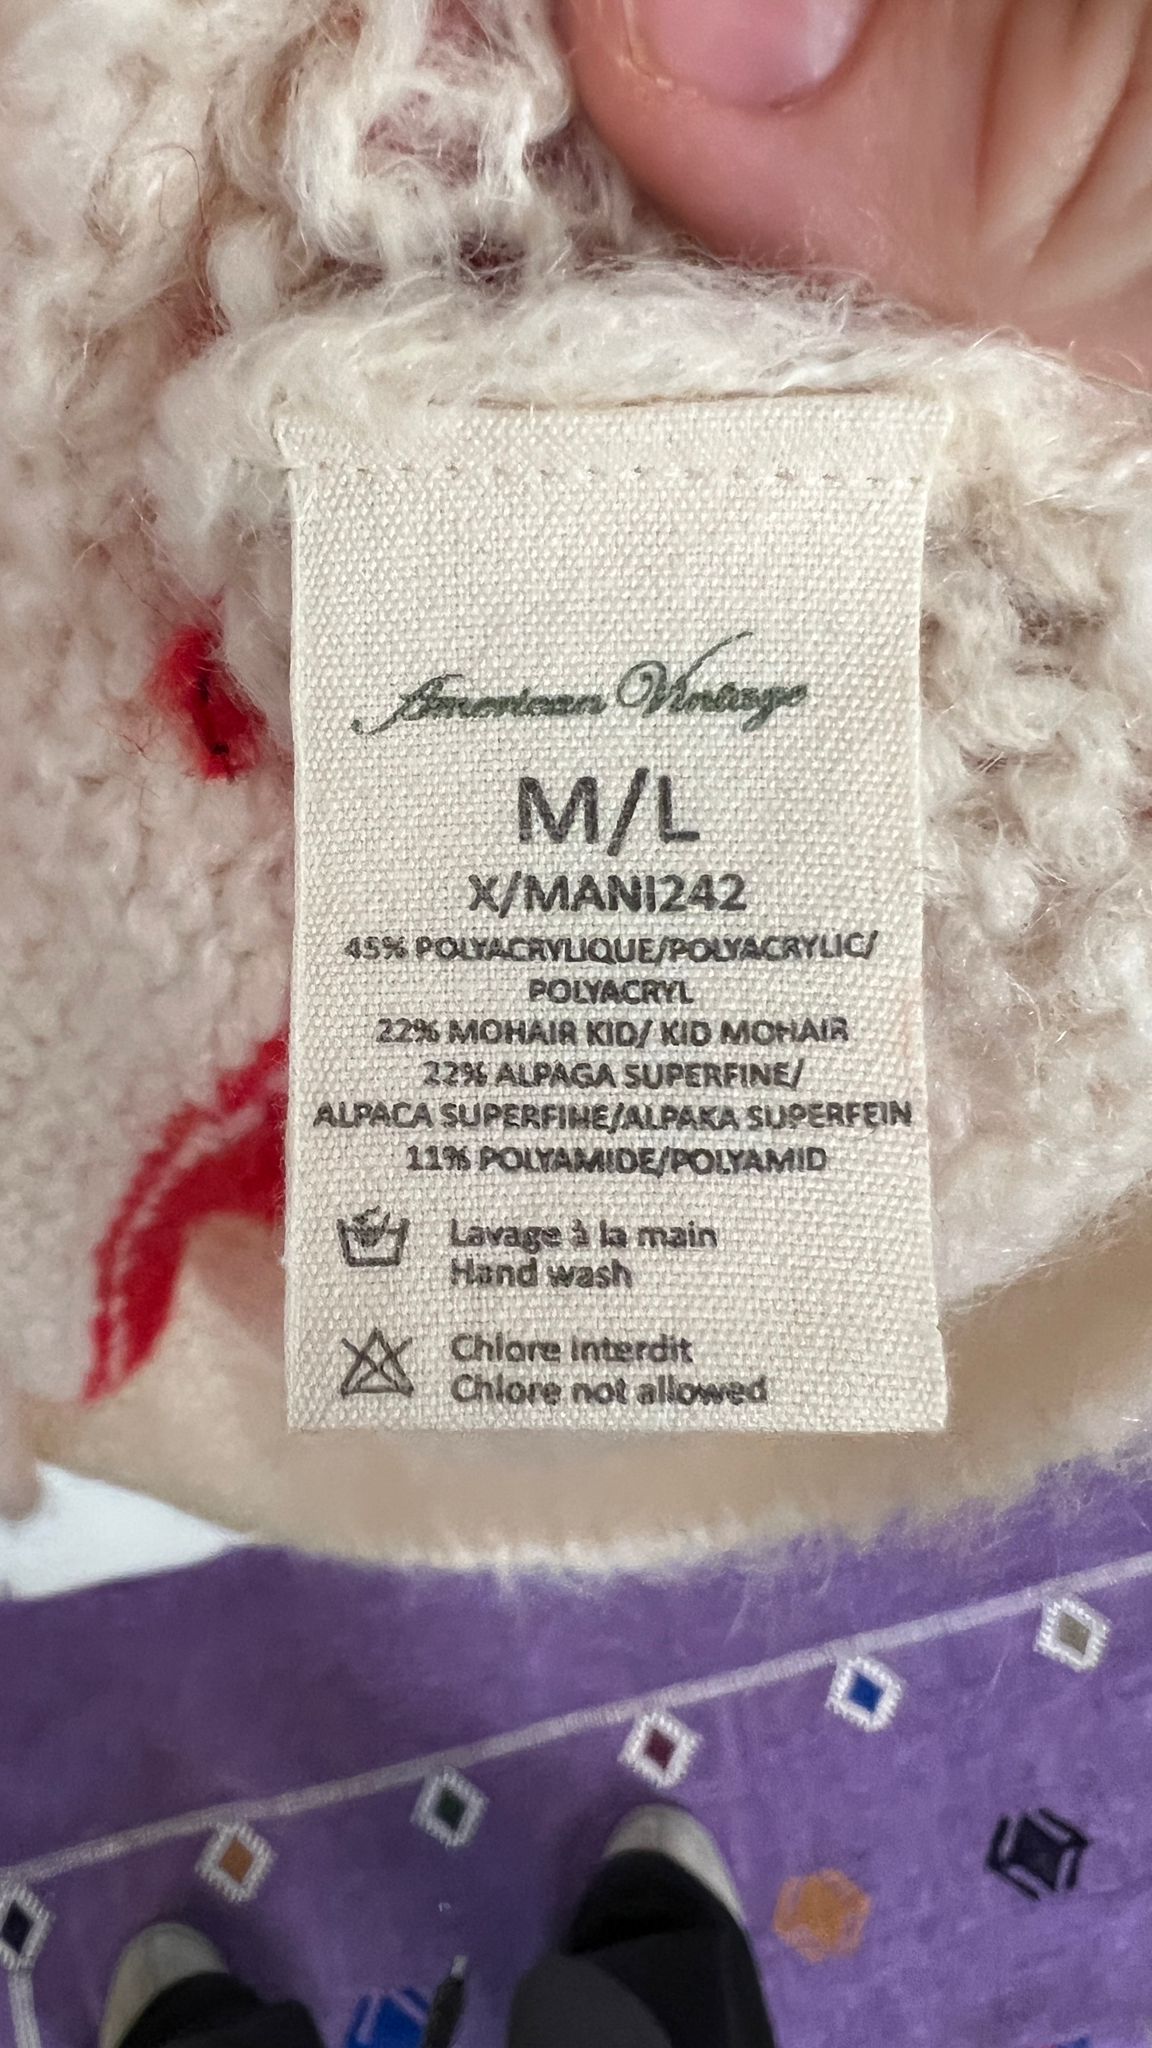 American Vintage
M/L
X/MANI242
45% POLYACRYLIQUE/POLYACRYLIC/
POLYACRYL
22% MOHAIR KID/ KID MOHAIR
22% ALPAGA SUPERFINE/
ALPACA SUPERFINE/ALPAKA SUPERFEIN
11% POLYAMIDE/POLYAMID
Lavage à la main
Hand wash
Chlore interdit
Chlore not allowed